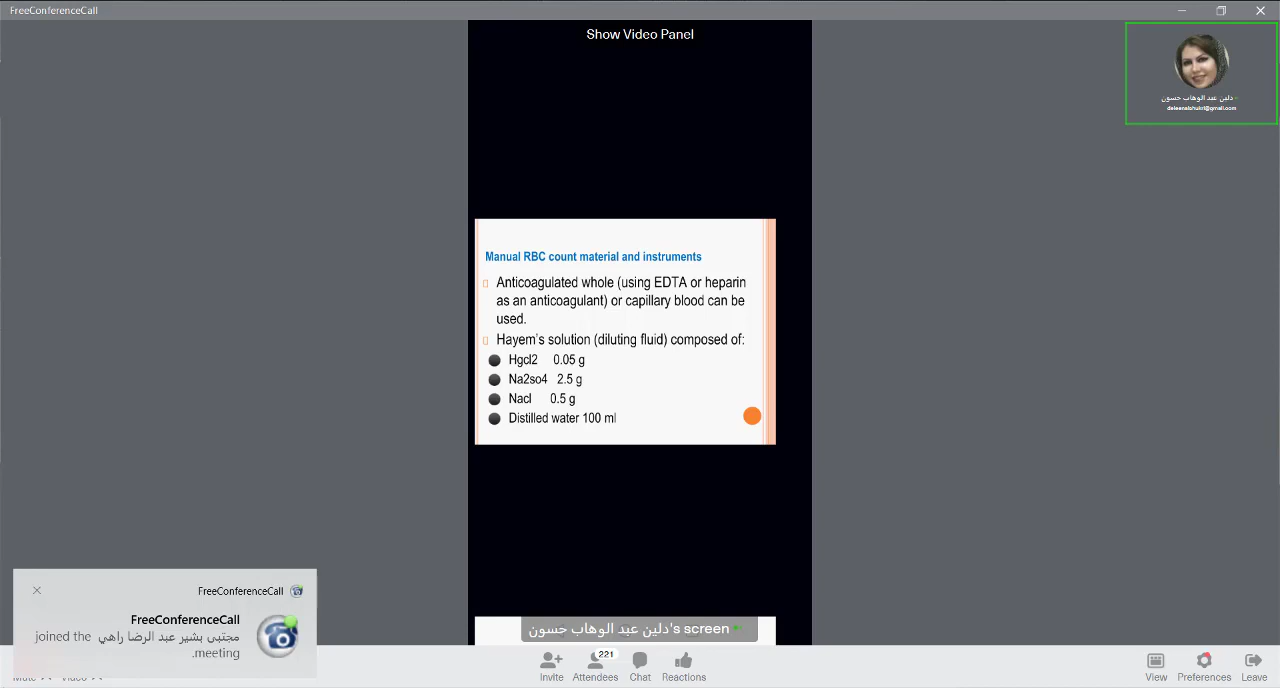 FreeConferenceCall
Show Video Panel
دلين عبد الوهاب حسون
deleenalshukri@gmail.com
Manual RBC count material and instruments
Anticoagulated whole (using EDTA or heparin
as an anticoagulant) or capillary blood can be
used.
Hayem's solution (diluting fluid) composed of:
Hgcl2 0.05 g
Na2so4 2.5 g
Nacl 0.5 g
Distilled water 100 ml
FreeConferenceCall
FreeConferenceCall
مجتبى بشير عبد الرضا راهي joined the
.meeting
دلين عبد الوهاب حسون's screen
Mute
Video
221
Invite
Attendees
Chat
Reactions
View
Preferences
Leave